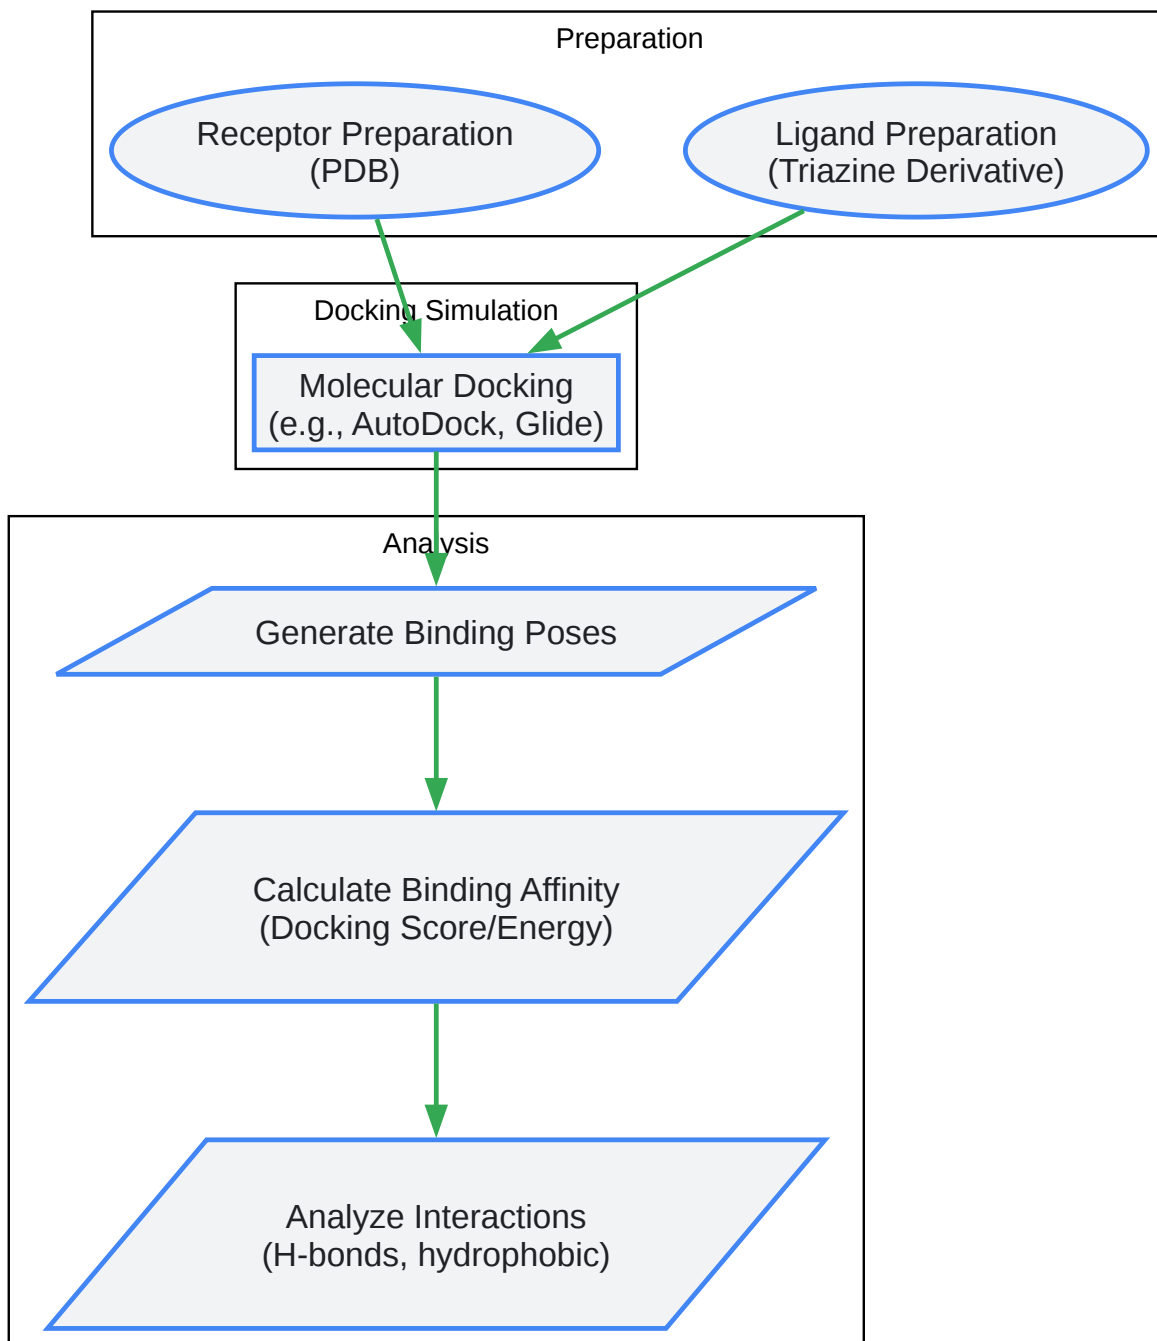 Preparation
Receptor Preparation
(PDB)
Ligand Preparation
(Triazine Derivative)
Docking Simulation
Molecular Docking
(e.g., AutoDock, Glide)
Analysis
Generate Binding Poses
Calculate Binding Affinity
(Docking Score/Energy)
Analyze Interactions
(H-bonds, hydrophobic)